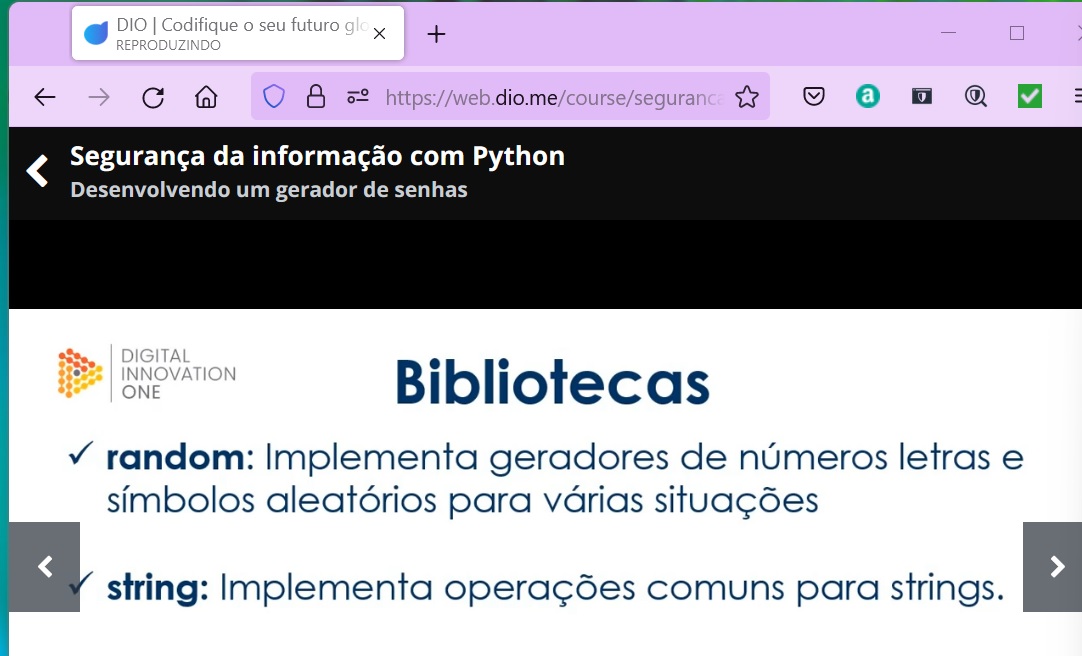 DIO | Codifique o seu futuro glo
REPRODUZINDO
https://web.dio.me/course/seguranca
Segurança da informação com Python
Desenvolvendo um gerador de senhas
DIGITAL
INNOVATION
ONE
Bibliotecas
✓ random: Implementa geradores de números letras e
símbolos aleatórios para várias situações
✓ string: Implementa operações comuns para strings.